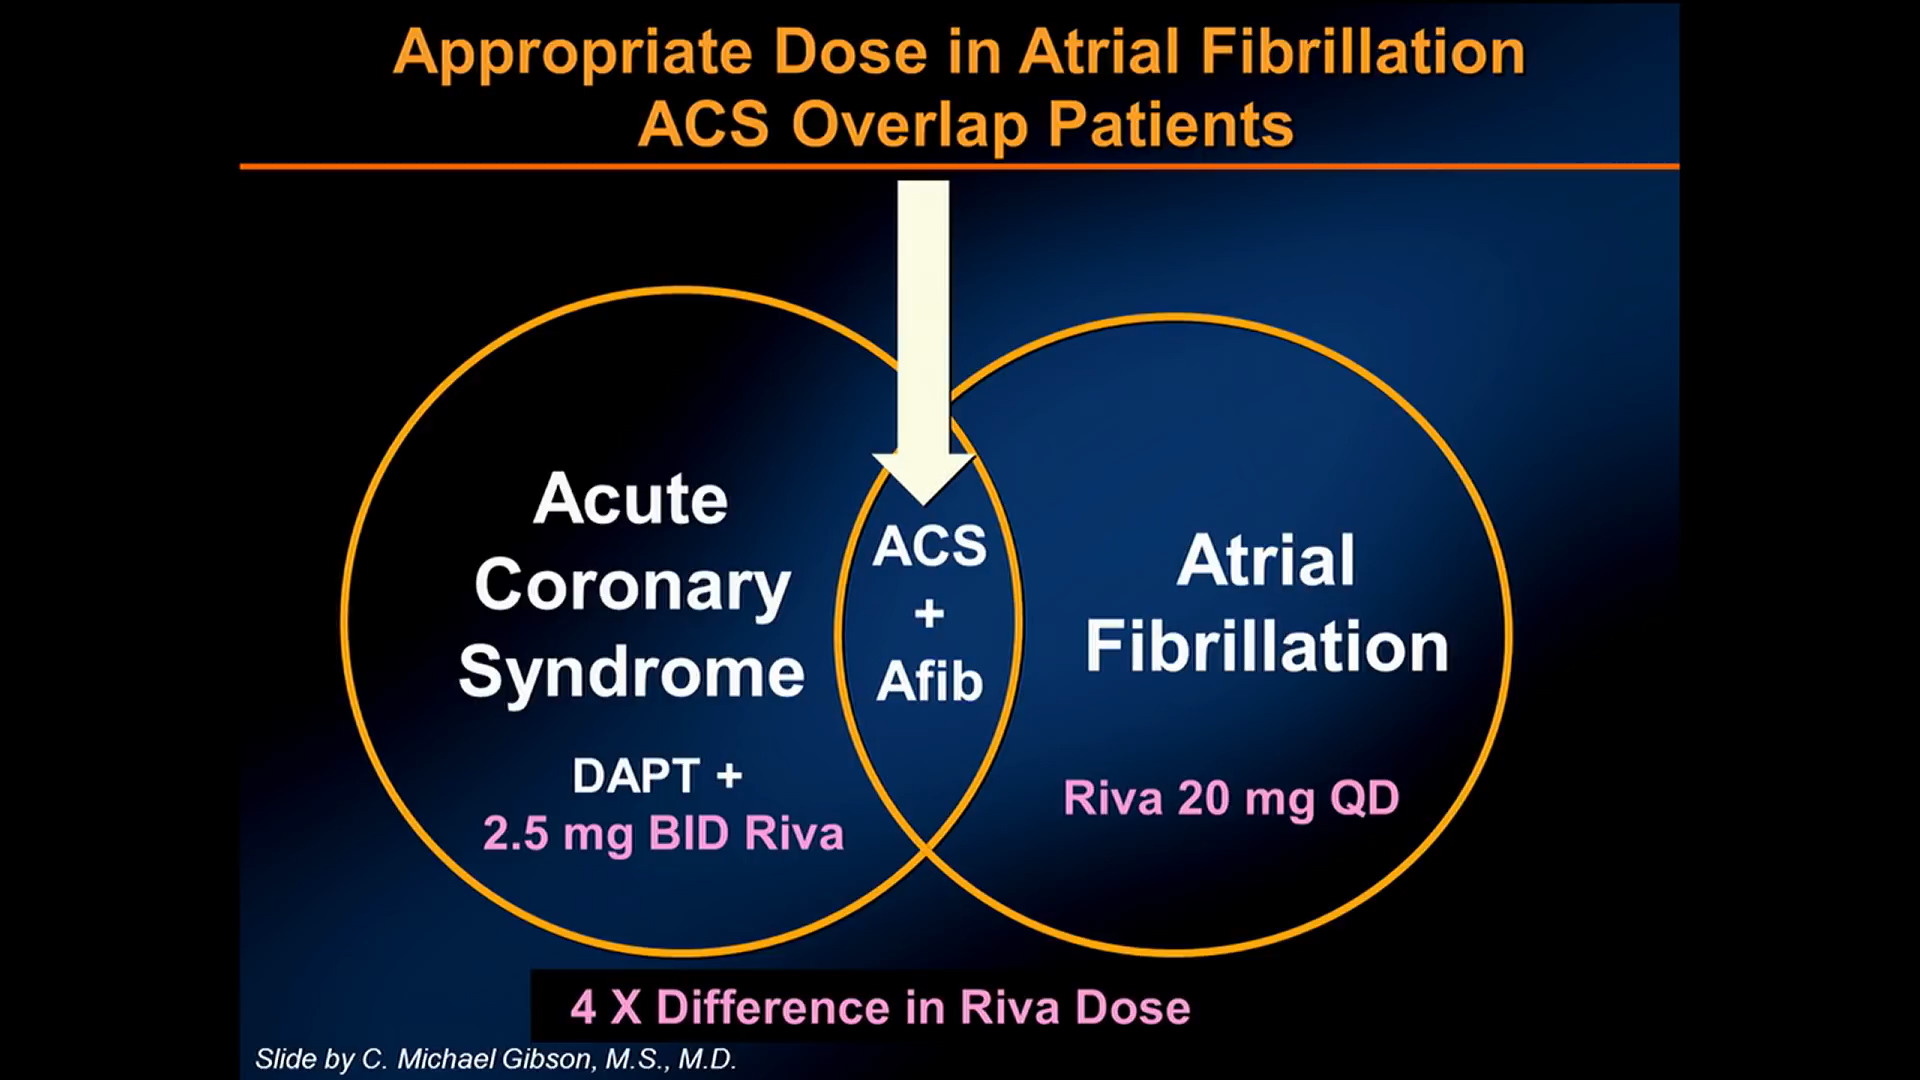 Appropriate Dose in Atrial Fibrillation
ACS Overlap Patients
Acute
Coronary
Syndrome
DAPT +
2.5 mg BID Riva
ACS
+
Afib
Atrial
Fibrillation
Riva 20 mg QD
4 X Difference in Riva Dose
Slide by C. Michael Gibson, M.S., M.D.